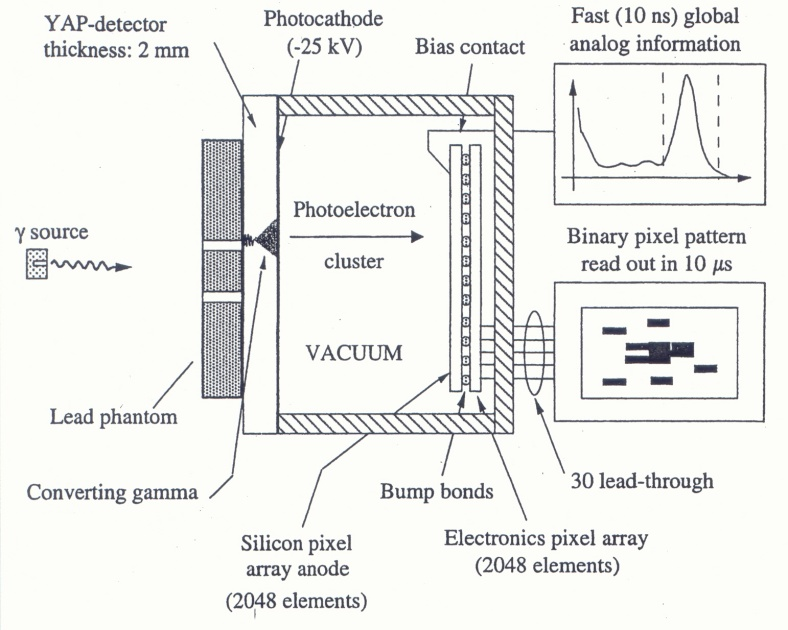 YAP-detector
thickness: 2 mm
Photocathode
(-25 kV)
Bias contact
Fast (10 ns) global
analog information
γ source
Photoelectron
cluster
VACUUM
Binary pixel pattern
read out in 10 μs
Lead phantom
Converting gamma
Silicon pixel
array anode
(2048 elements)
Bump bonds
Electronics pixel array
(2048 elements)
30 lead-through